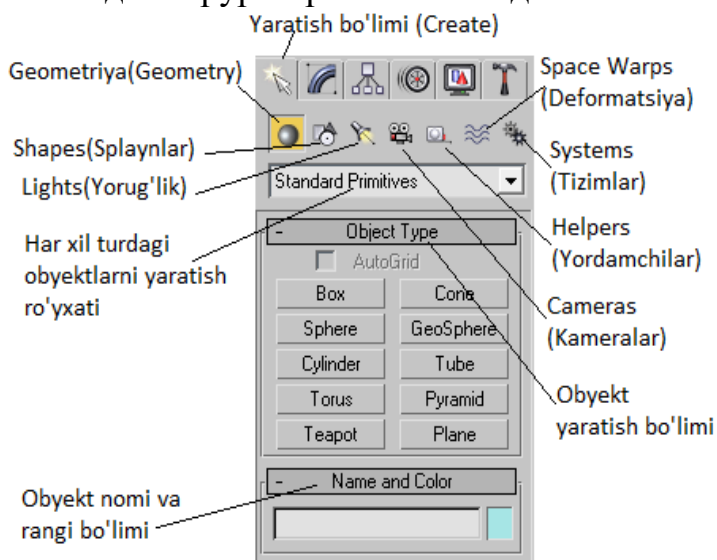 Yaratish bo'limi (Create)
Geometriya(Geometry)
Space Warps
(Deformatsiya)
Shapes(Splaynlar)
Systems
(Tizimlar)
Lights(Yorug'lik)
Standard Primitives
Har xil turdagi
obyektlarni yaratish
ro'yxati
Helpers
(Yordamchilar)
- Object Type
AutoGrid
Box Cone
Sphere GeoSphere
Cylinder Tube
Torus Pyramid
Teapot Plane
Cameras
(Kameralar)
Obyekt
yaratish bo'limi
- Name and Color
Obyekt nomi va
rangi bo'limi